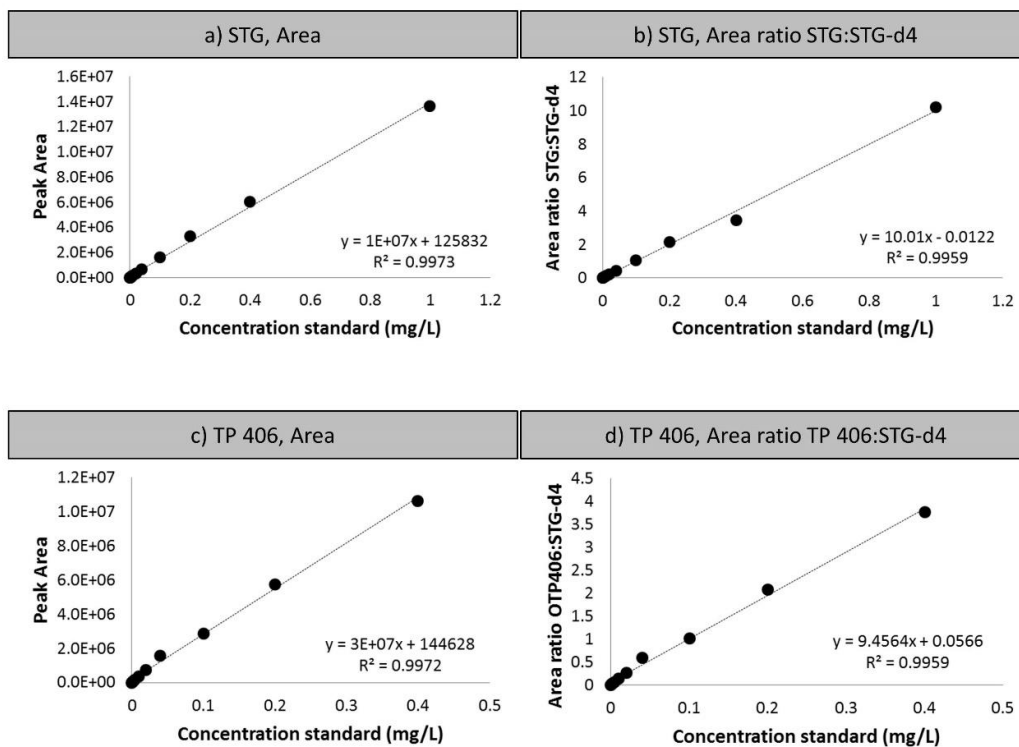 a) STG, Area
1.6E+07
1.4E+07
1.2E+07
1.0E+07
8.0E+06
6.0E+06
4.0E+06
2.0E+06
0.0E+00
Peak Area
y = 1E+07x + 125832
R² = 0.9973
0 0.2 0.4 0.6 0.8 1 1.2
Concentration standard (mg/L)
b) STG, Area ratio STG:STG-d4
12
10
8
6
4
2
0
Area ratio STG:STG-d4
y = 10.01x - 0.0122
R² = 0.9959
0 0.2 0.4 0.6 0.8 1 1.2
Concentration standard (mg/L)
c) TP 406, Area
1.2E+07
1.0E+07
8.0E+06
6.0E+06
4.0E+06
2.0E+06
0.0E+00
Peak Area
y = 3E+07x + 144628
R² = 0.9972
0 0.1 0.2 0.3 0.4 0.5
Concentration standard (mg/L)
d) TP 406, Area ratio TP 406:STG-d4
4.5
4
3.5
3
2.5
2
1.5
1
0.5
0
Area ratio OTP406:STG-d4
y = 9.4564x + 0.0566
R² = 0.9959
0 0.1 0.2 0.3 0.4 0.5
Concentration standard (mg/L)